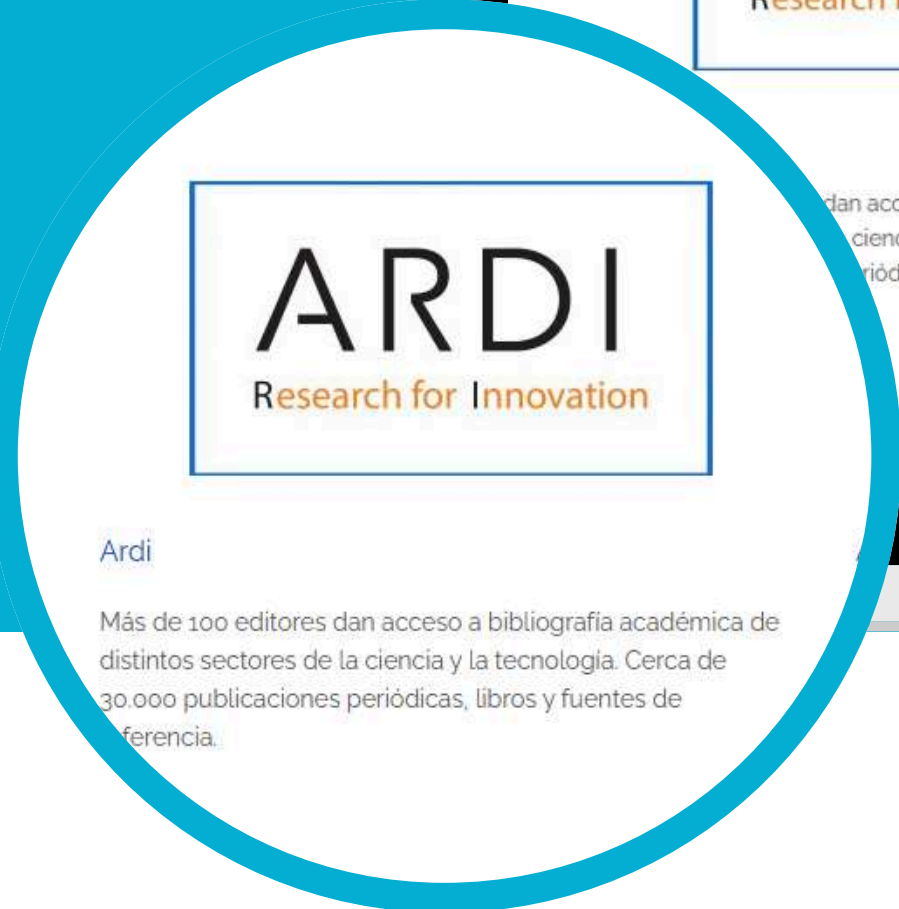 ARDI
Research for Innovation
Ardi
Más de 100 editores dan acceso a bibliografía académica de
distintos sectores de la ciencia y la tecnología. Cerca de
30.000 publicaciones periódicas, libros y fuentes de
dan